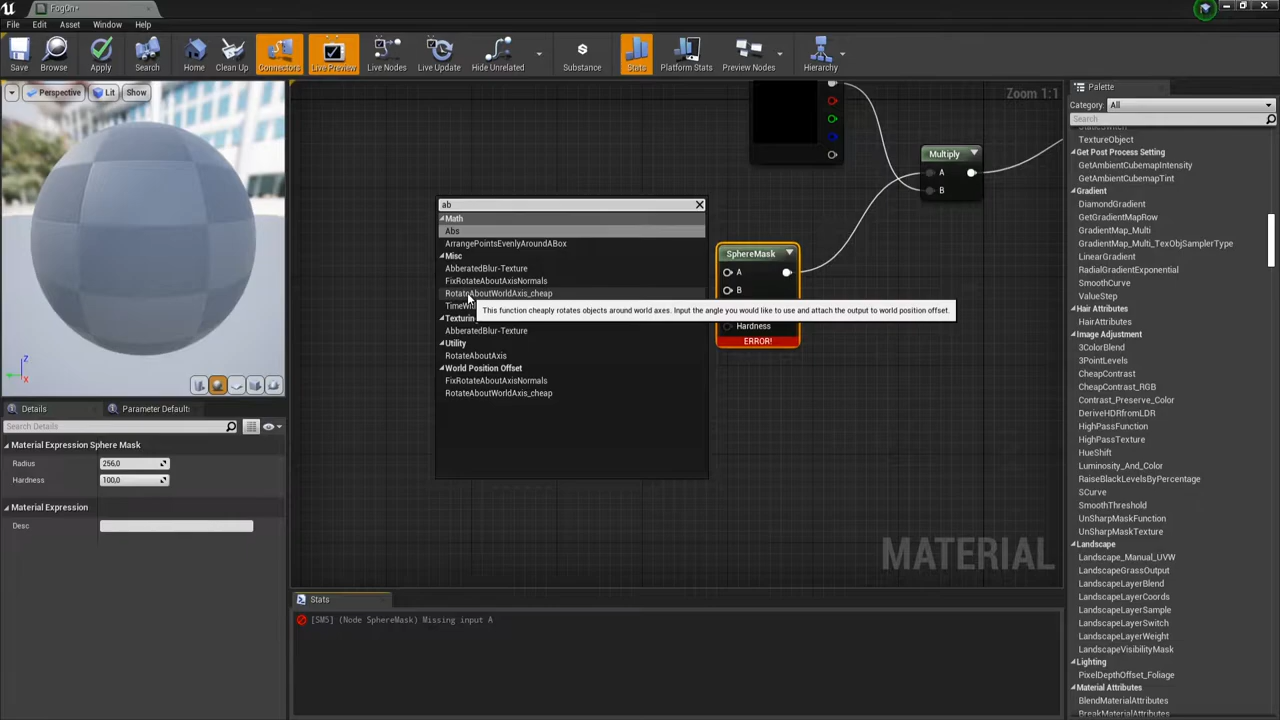 FogOn*
File Edit Asset Window Help
Save Browse Apply Search Home Clean Up Connectors Live Preview Live Nodes Live Update Hide Unrelated Substance Stats Platform Stats Preview Nodes Hierarchy
Perspective Lit Show
Zoom 1:1
Palette
Category: All
Search
TextureObject
Get Post Process Setting
GetAmbientCubemapIntensity
GetAmbientCubemapTint
Gradient
DiamondGradient
GetGradientMapRow
GradientMap_Multi
GradientMap_Multi_TexObjSamplerType
LinearGradient
RadialGradientExponential
SmoothCurve
ValueStep
Hair Attributes
HairAttributes
Image Adjustment
3ColorBlend
3PointLevels
CheapContrast
CheapContrast_RGB
Contrast_Preserve_Color
DeriveHDRfromLDR
HighPassFunction
HighPassTexture
HueShift
Luminosity_And_Color
RaiseBlackLevelsByPercentage
SCurve
SmoothThreshold
UnSharpMaskFunction
UnSharpMaskTexture
Landscape
Landscape_Manual_UVW
LandscapeGrassOutput
LandscapeLayerBlend
LandscapeLayerCoords
LandscapeLayerSample
LandscapeLayerSwitch
LandscapeLayerWeight
LandscapeVisibilityMask
Lighting
PixelDepthOffset_Foliage
Material Attributes
BlendMaterialAttributes
BreakMaterialAttributes
Multiply
A
B
ab
Math
Abs
ArrangePointsEvenlyAroundABox
Misc
AbberatedBlur-Texture
FixRotateAboutAxisNormals
RotateAboutWorldAxis_cheap
This function cheaply rotates objects around world axes. Input the angle you would like to use and attach the output to world position offset.
Utility
AbberatedBlur-Texture
RotateAboutAxis
World Position Offset
FixRotateAboutAxisNormals
RotateAboutWorldAxis_cheap
SphereMask
A
B
Hardness
ERROR!
MATERIAL
Z
X
Details Parameter Default:
Search Details
Material Expression Sphere Mask
Radius 256,0
Hardness 100,0
Material Expression
Desc
Stats
[SM5] (Node SphereMask) Missing input A